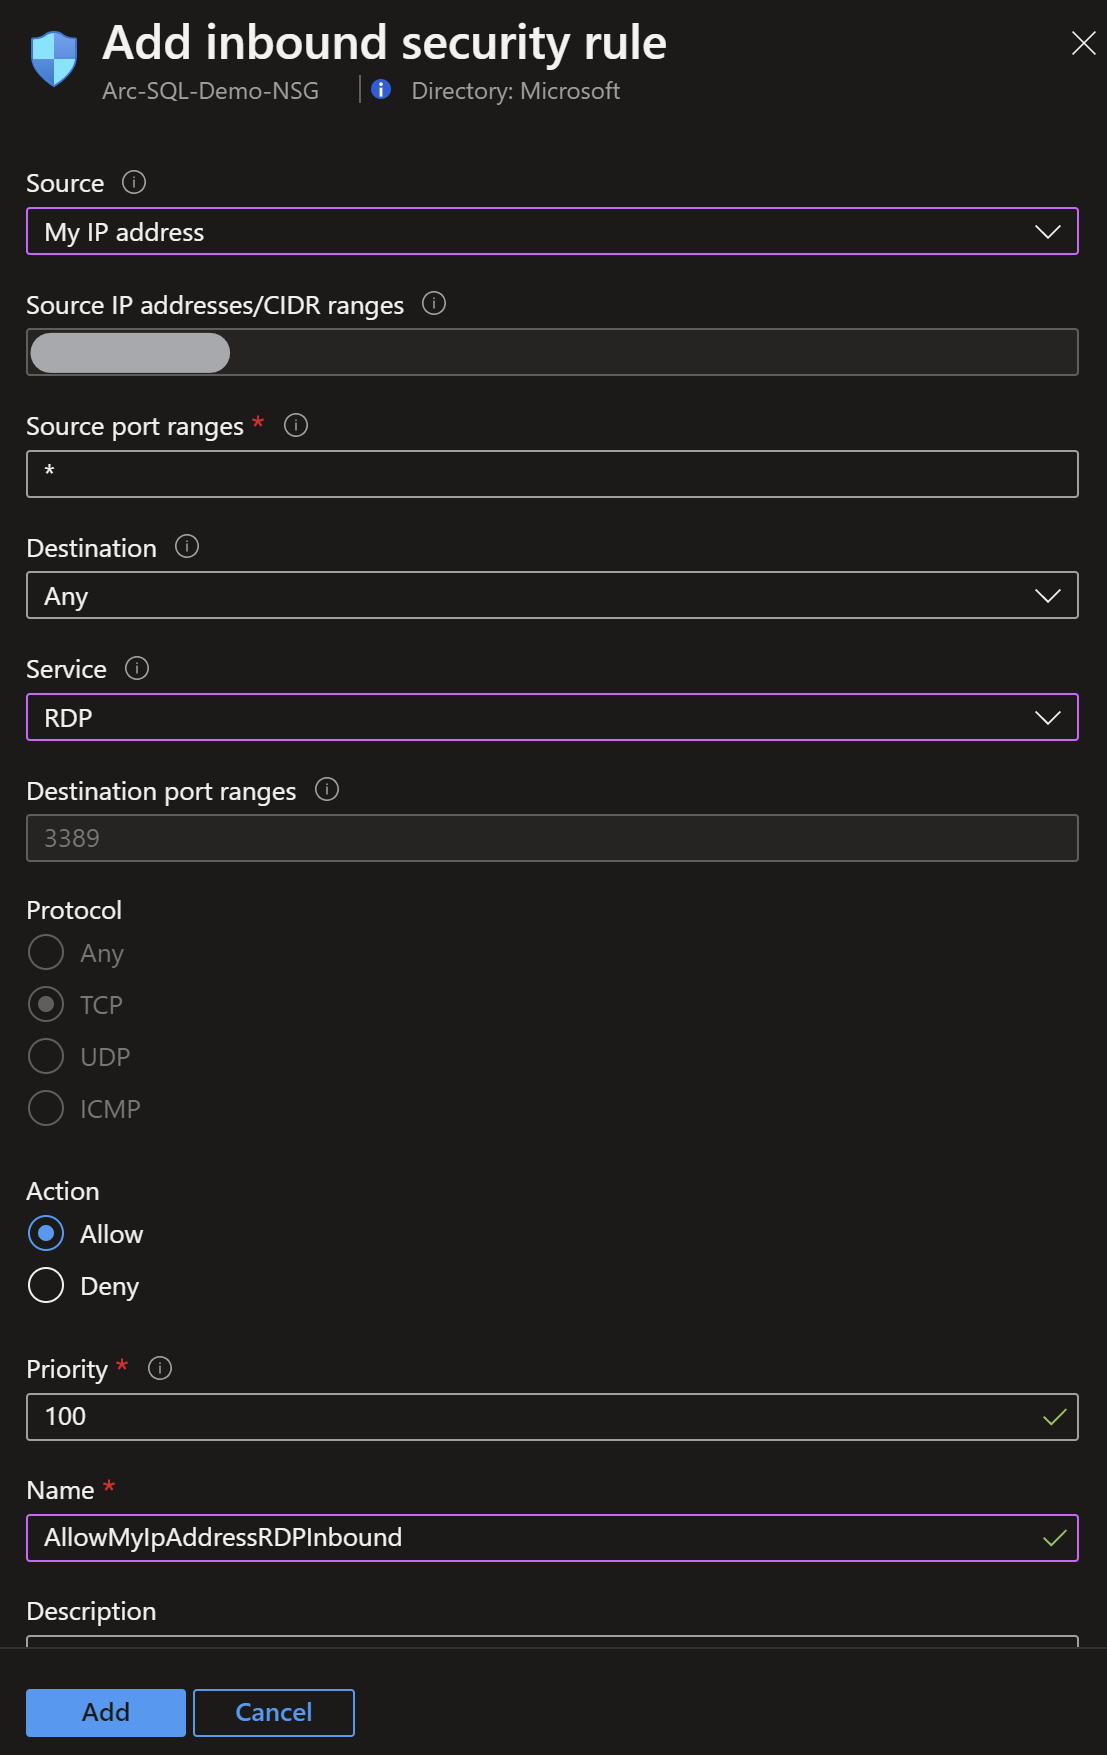 Add inbound security rule
Arc-SQL-Demo-NSG
Directory: Microsoft
Source
My IP address
Source IP addresses/CIDR ranges
Source port ranges *
*
Destination
Any
Service
RDP
Destination port ranges
3389
Protocol
Any
TCP
UDP
ICMP
Action
Allow
Deny
Priority *
100
Name *
AllowMyIpAddressRDPInbound
Description
Add
Cancel